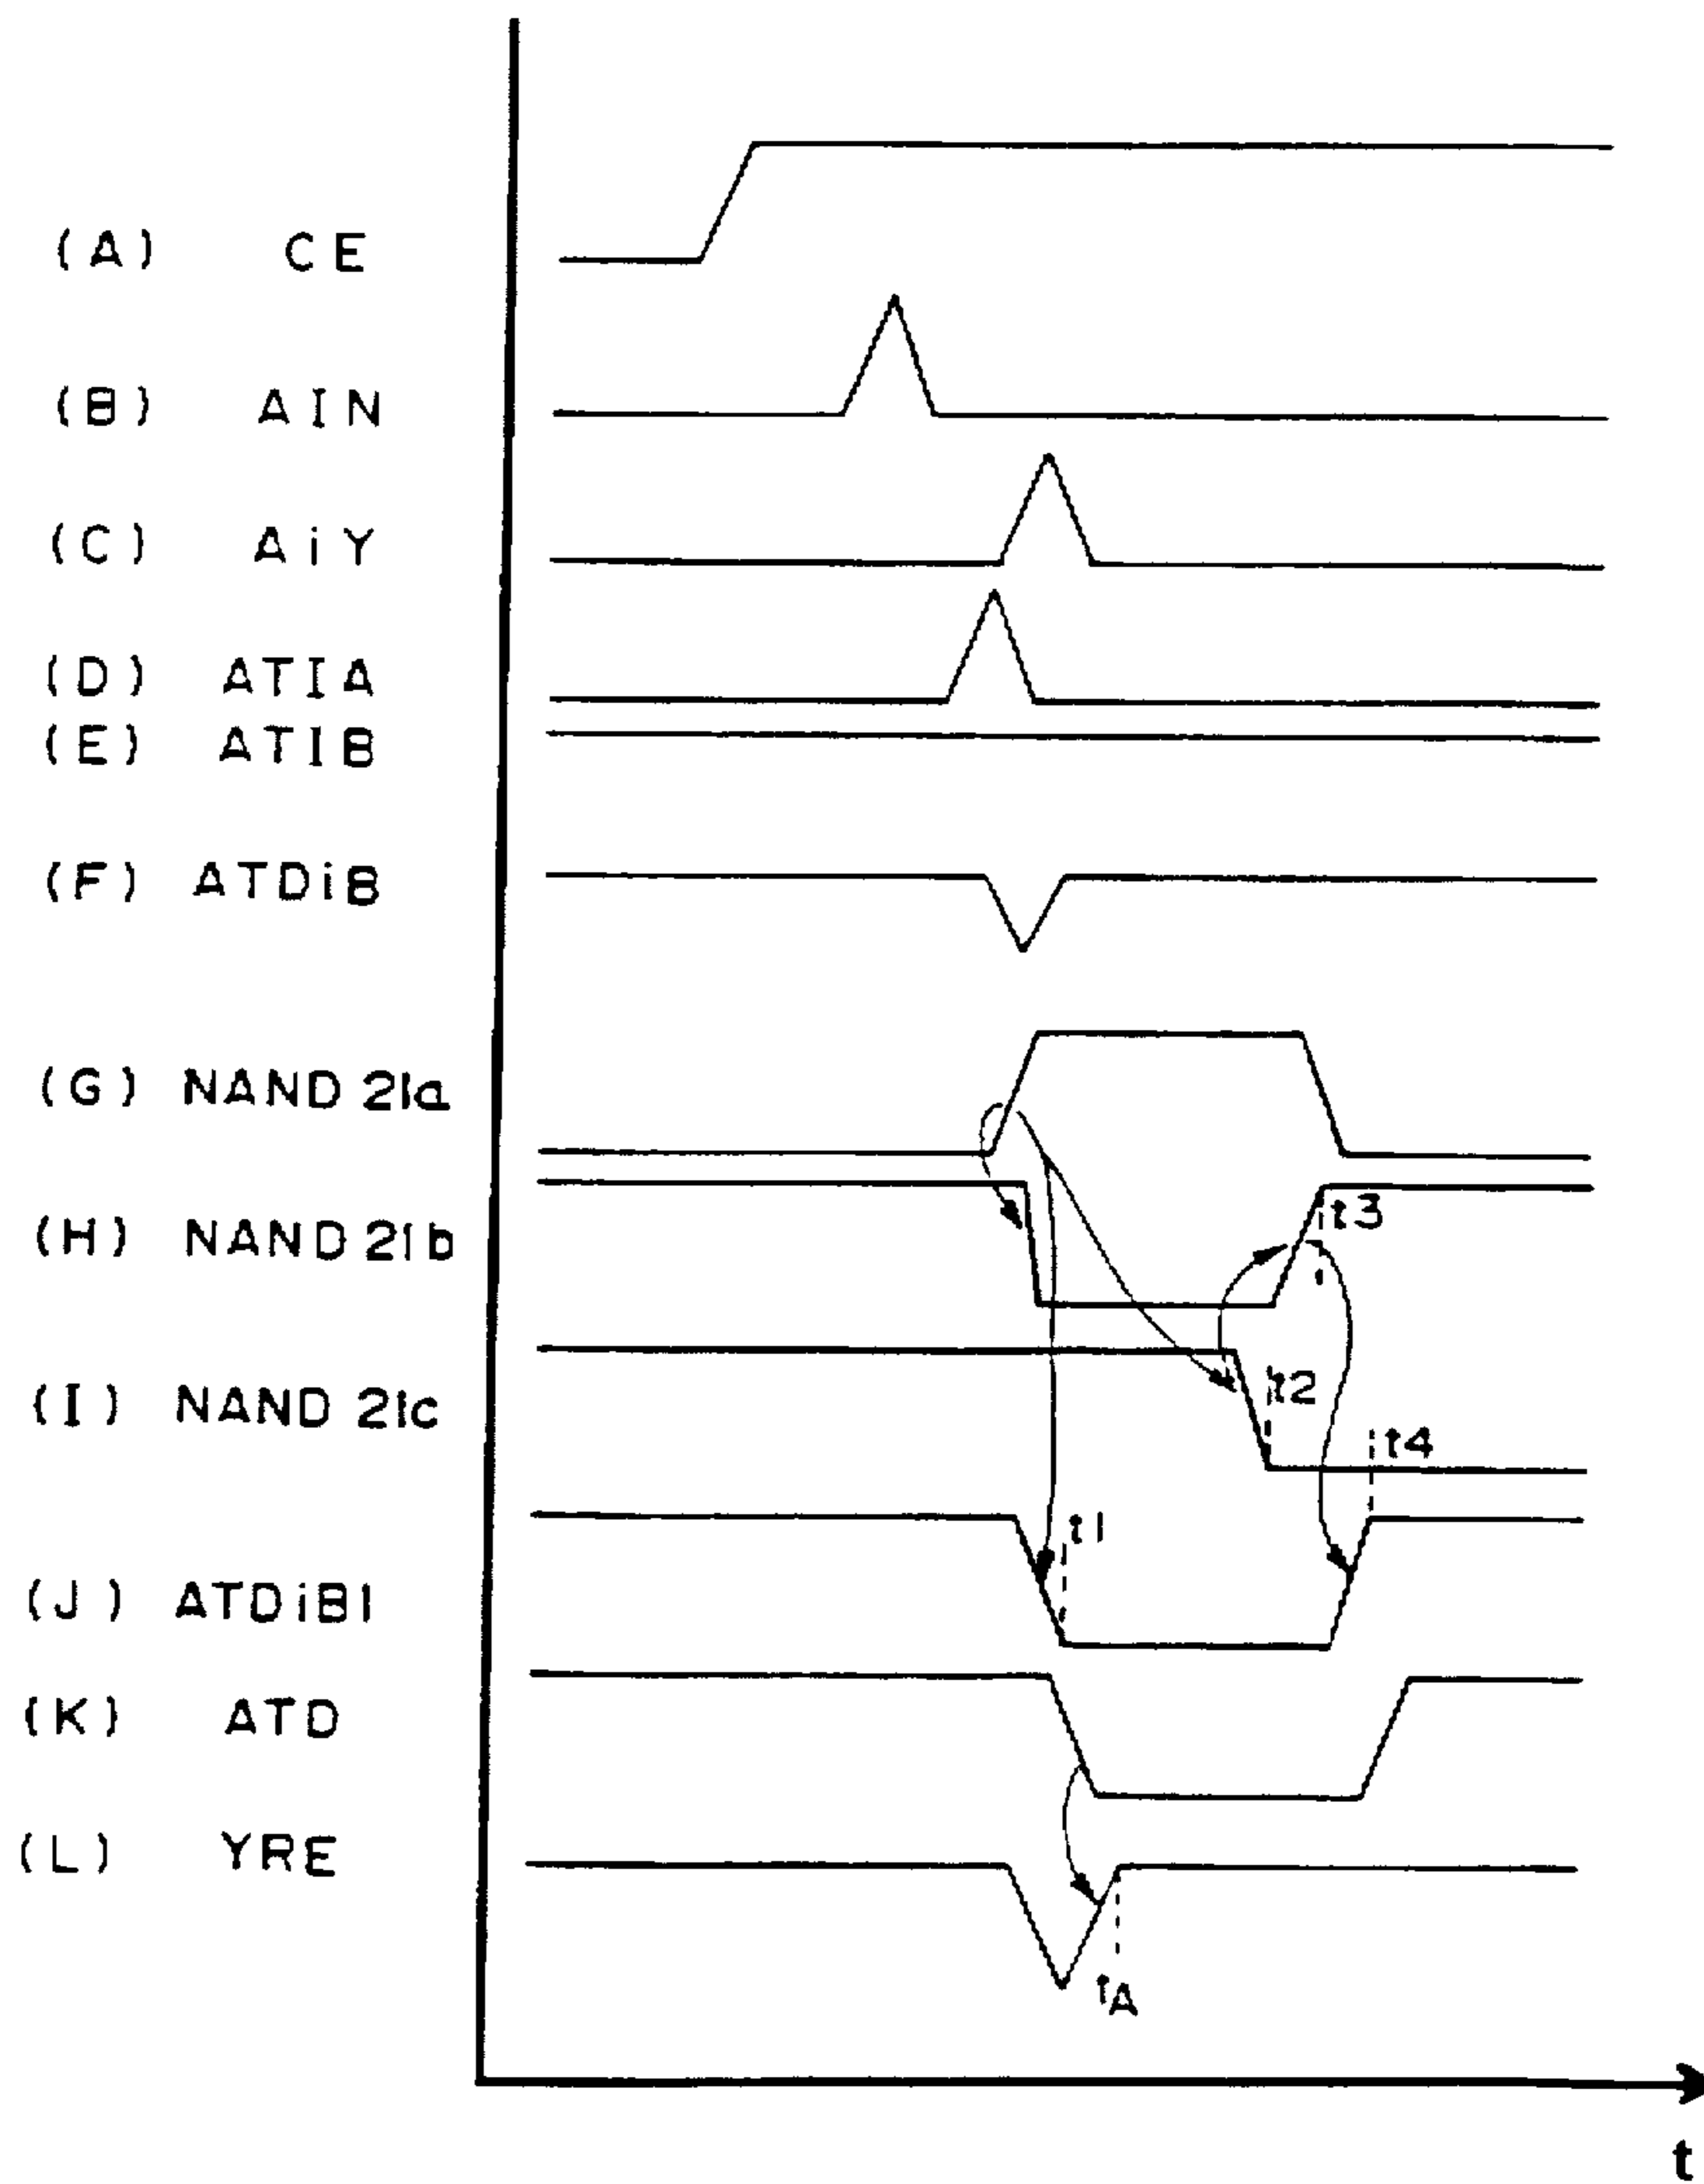 (A) CE
(B) AIN
(C) AiY
(D) ATIA
(E) ATIB
(F) ATDiB
(G) NAND 21a
(H) NAND 21b
t3
(I) NAND 21c
t2
t4
t1
(J) ATDiB1
(K) ATD
(L) YRE
tA
t